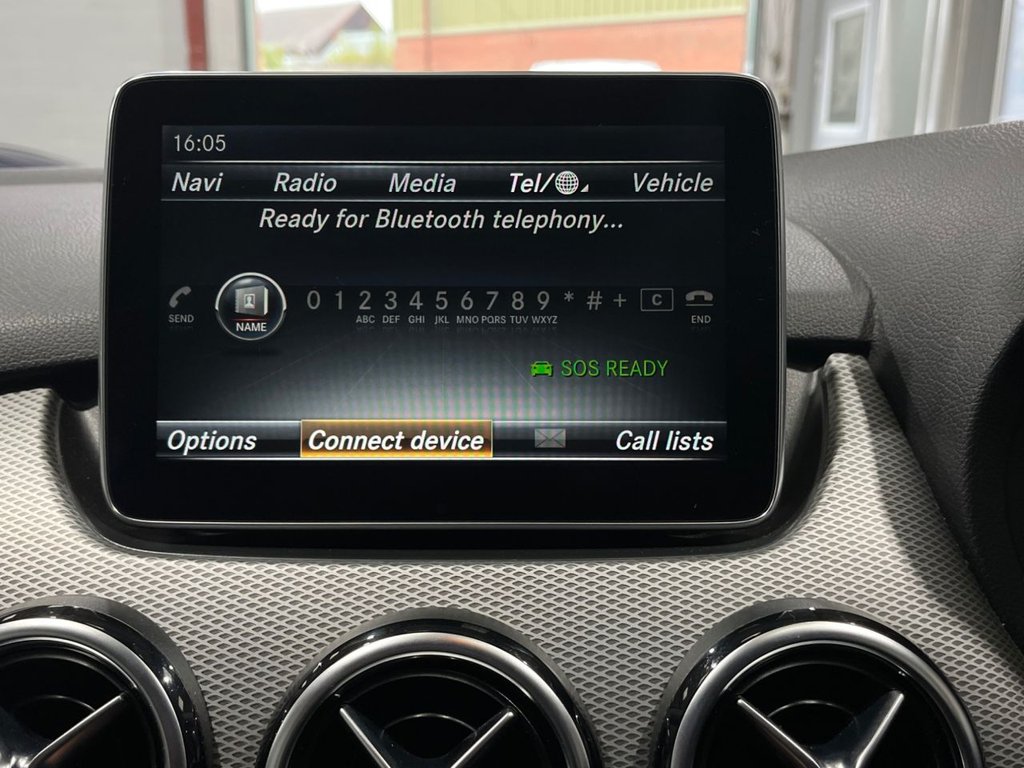 16:05
Navi Radio Media Tel/ Vehicle
Ready for Bluetooth telephony...
0 1 2 3 4 5 6 7 8 9 * # + C
SEND NAME ABC DEF GHI JKL MNO PQRS TUV WXYZ END
SOS READY
Options Connect device Call lists